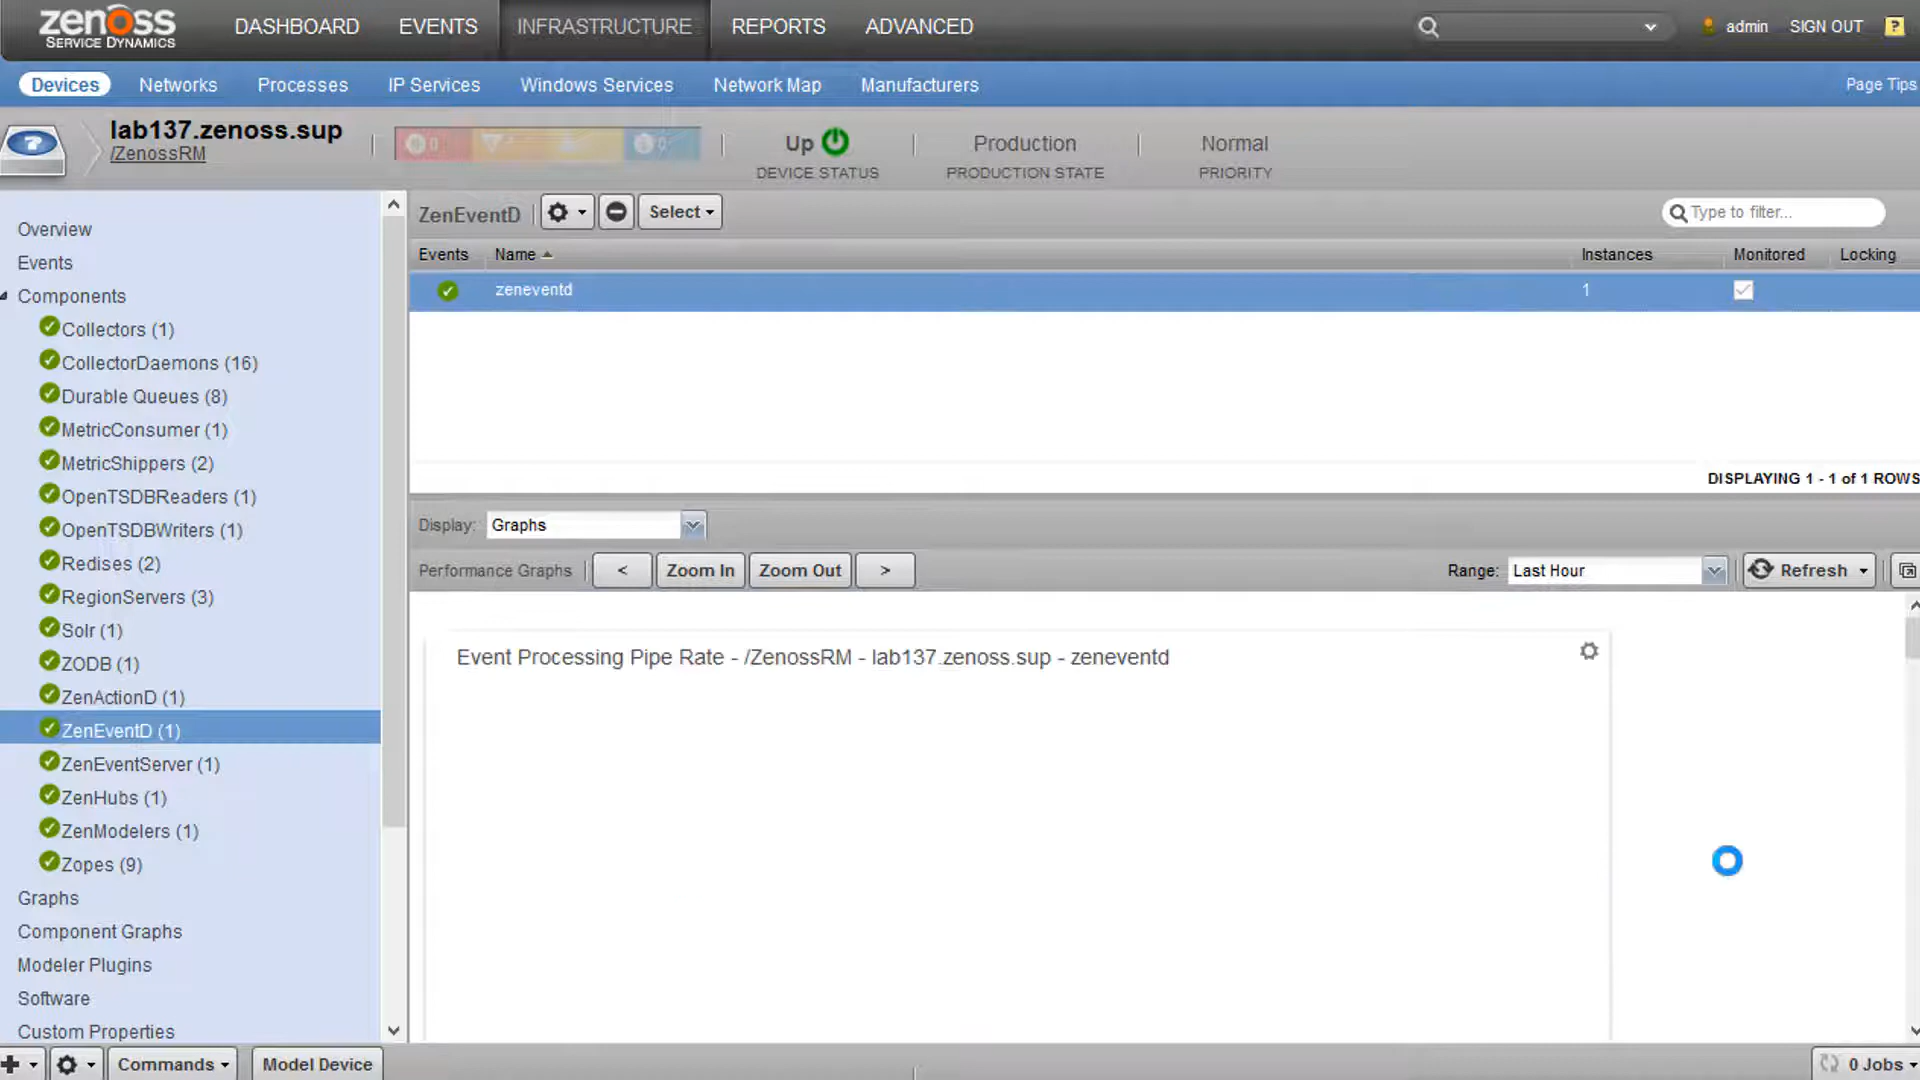 zenoss
SERVICE DYNAMICS
DASHBOARD EVENTS INFRASTRUCTURE REPORTS ADVANCED
admin SIGN OUT ?
Devices Networks Processes IP Services Windows Services Network Map Manufacturers Page Tips
lab137.zenoss.sup
/ZenossRM
0 0
Up
DEVICE STATUS
Production
PRODUCTION STATE
Normal
PRIORITY
Overview
Events
Components
Collectors (1)
CollectorDaemons (16)
Durable Queues (8)
MetricConsumer (1)
MetricShippers (2)
OpenTSDBReaders (1)
OpenTSDBWriters (1)
Redises (2)
RegionServers (3)
Solr (1)
ZODB (1)
ZenActionD (1)
ZenEventD (1)
ZenEventServer (1)
ZenHubs (1)
ZenModelers (1)
Zopes (9)
Graphs
Component Graphs
Modeler Plugins
Software
Custom Properties
ZenEventD Select Type to filter...
Events Name Instances Monitored Locking
zeneventd 1
DISPLAYING 1 - 1 of 1 ROWS
Display: Graphs
Performance Graphs < Zoom In Zoom Out > Range: Last Hour Refresh
Event Processing Pipe Rate - /ZenossRM - lab137.zenoss.sup - zeneventd
Commands Model Device 0 Jobs